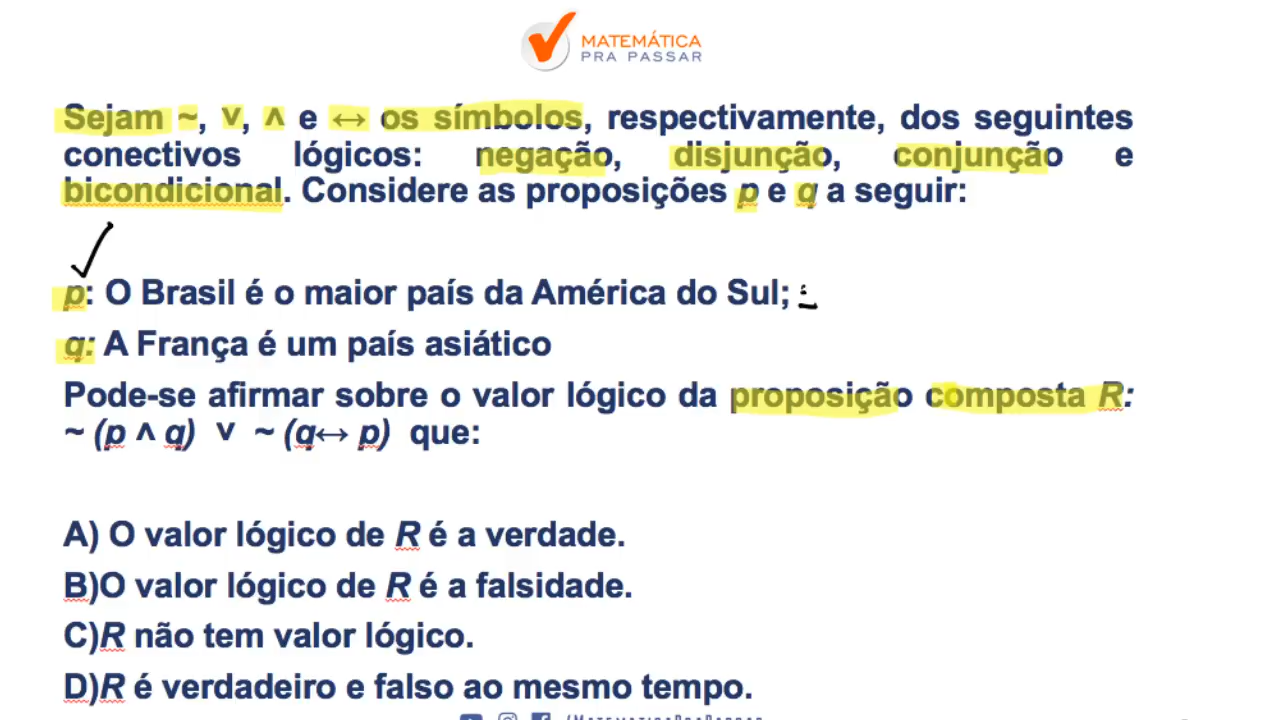 MATEMÁTICA
PRA PASSAR
Sejam ~, ˅, ˄ e ↔ os símbolos, respectivamente, dos seguintes
conectivos lógicos: negação, disjunção, conjunção e
bicondicional. Considere as proposições p e q a seguir:
p: O Brasil é o maior país da América do Sul;
q: A França é um país asiático
Pode-se afirmar sobre o valor lógico da proposição composta R:
~ (p ˄ q) ˅ ~ (q↔ p) que:
A) O valor lógico de R é a verdade.
B)O valor lógico de R é a falsidade.
C)R não tem valor lógico.
D)R é verdadeiro e falso ao mesmo tempo.
/MatematicaPraPassar